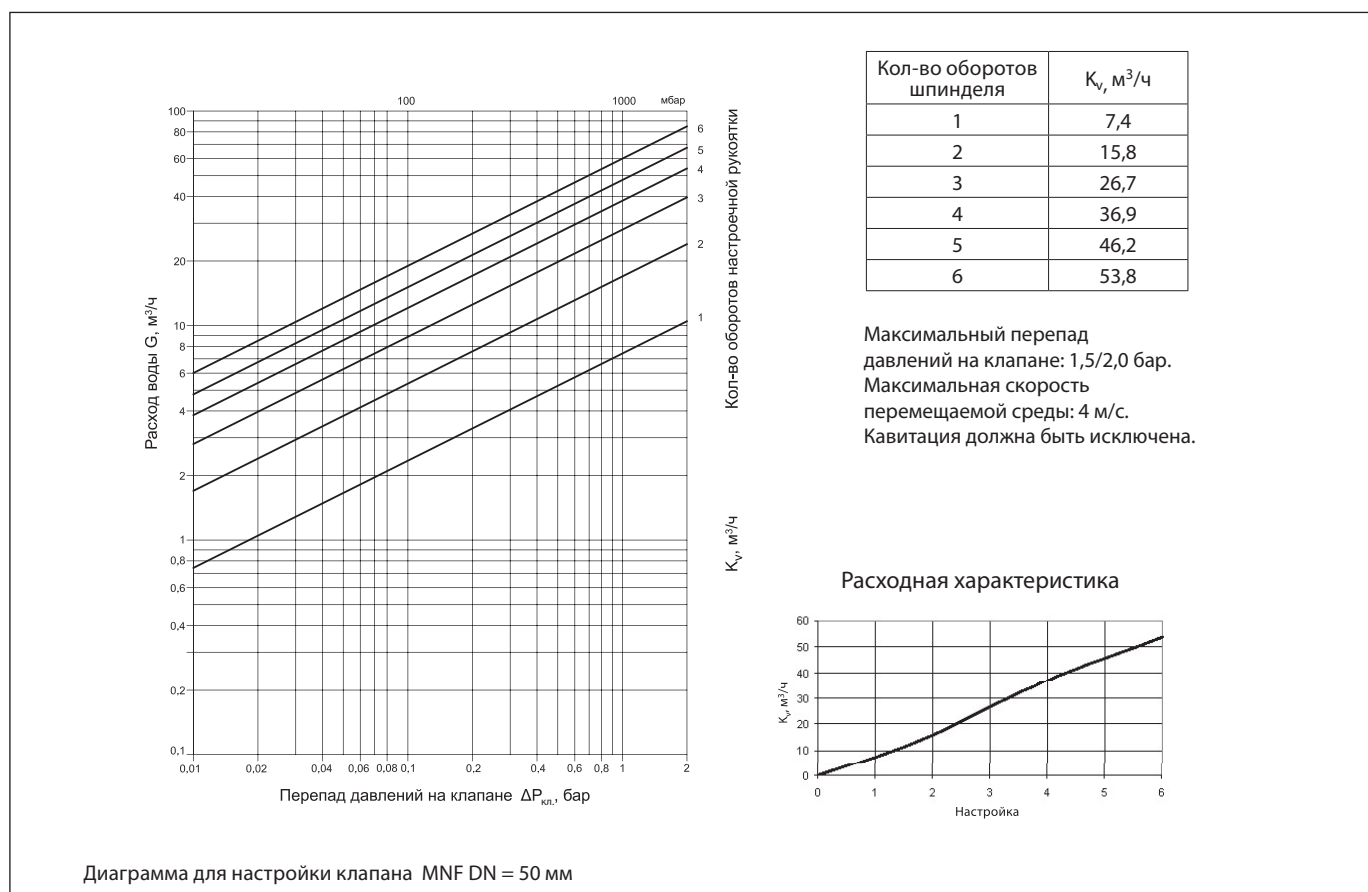 100 1000 мбар
100
80
60
40
20
10
8
6
4
2
1
0,8
0,6
0,4
0,2
0,1
Расход воды G, м³/ч
0,01 0,02 0,04 0,06 0,08 0,1 0,2 0,4 0,6 0,8 1 2
Перепад давлений на клапане ΔPкл., бар
6
5
4
3
2
1
Кол-во оборотов настроечной рукоятки
Kv, м³/ч
Кол-во оборотов шпинделя Kv, м³/ч
1 7,4
2 15,8
3 26,7
4 36,9
5 46,2
6 53,8
Максимальный перепад
давлений на клапане: 1,5/2,0 бар.
Максимальная скорость
перемещаемой среды: 4 м/с.
Кавитация должна быть исключена.
Расходная характеристика
60
50
40
30
20
10
0
Kv, м³/ч
0 1 2 3 4 5 6
Настройка
Диаграмма для настройки клапана MNF DN = 50 мм